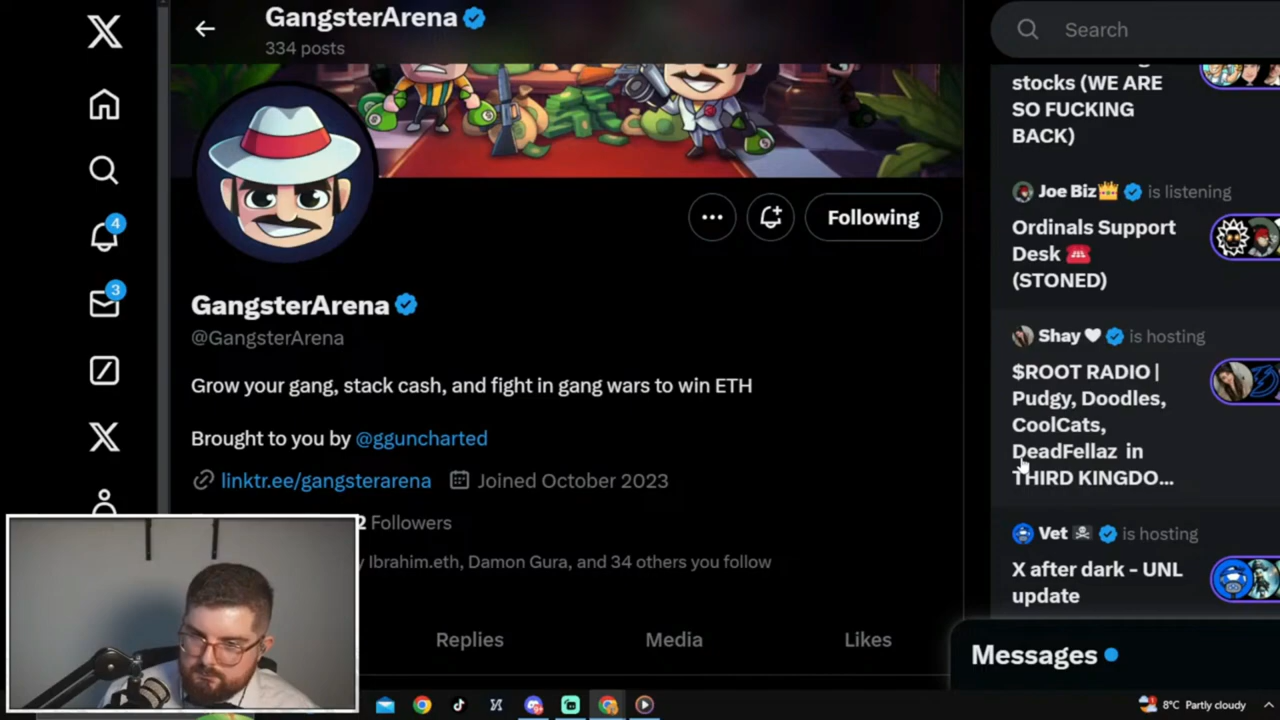 GangsterArena
334 posts
Following
GangsterArena
@GangsterArena
Grow your gang, stack cash, and fight in gang wars to win ETH
Brought to you by @gguncharted
linktr.ee/gangsterarena Joined October 2023
2 Followers
Ibrahim.eth, Damon Gura, and 34 others you follow
Replies Media Likes
4
3
Search
stocks (WE ARE
SO FUCKING
BACK)
Joe Biz is listening
Ordinals Support
Desk
(STONED)
Shay is hosting
$ROOT RADIO |
Pudgy, Doodles,
CoolCats,
DeadFellaz in
THIRD KINGDO...
Vet is hosting
X after dark - UNL
update
Messages
8°C Partly cloudy